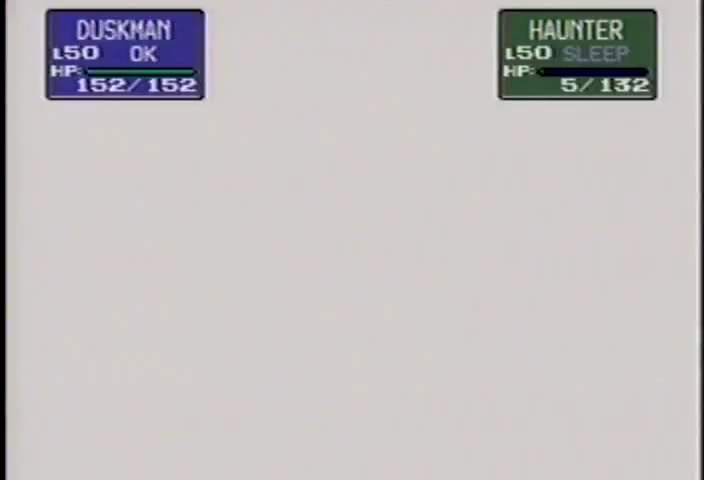 DUSKMAN
L50 OK
HP:
152/152
HAUNTER
L50 SLEEP
HP:
5/132